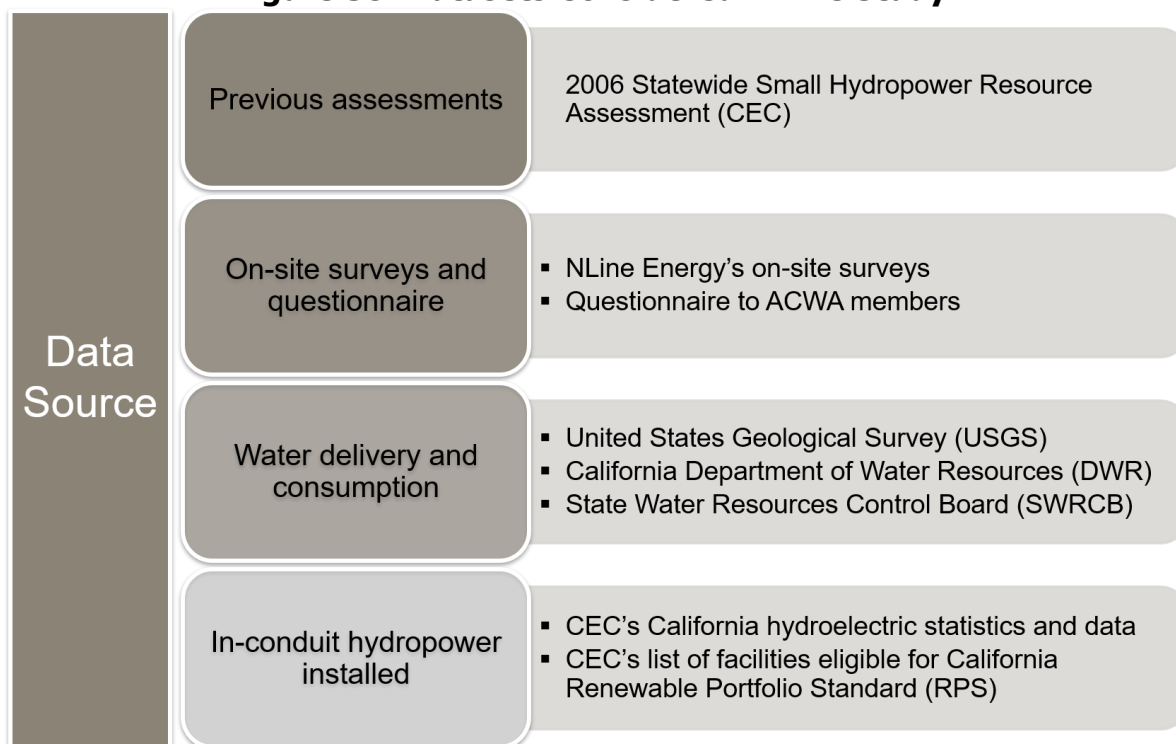 Data
Source
Previous assessments
2006 Statewide Small Hydropower Resource
Assessment (CEC)
On-site surveys and
questionnaire
▪ NLine Energy’s on-site surveys
▪ Questionnaire to ACWA members
Water delivery and
consumption
▪ United States Geological Survey (USGS)
▪ California Department of Water Resources (DWR)
▪ State Water Resources Control Board (SWRCB)
In-conduit hydropower
installed
▪ CEC’s California hydroelectric statistics and data
▪ CEC’s list of facilities eligible for California
Renewable Portfolio Standard (RPS)